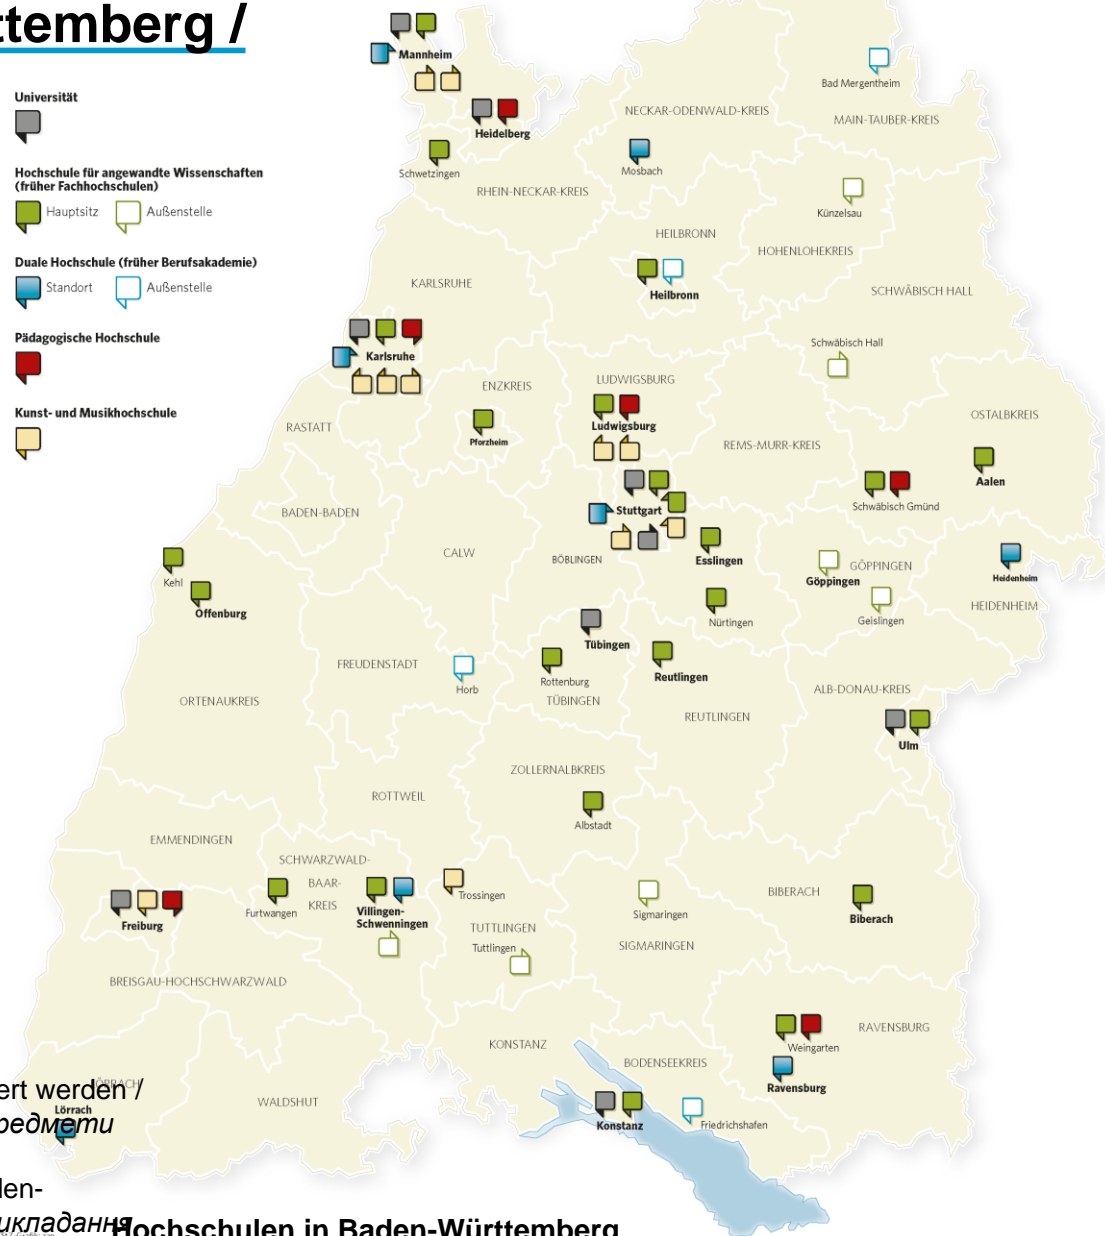 ttemberg /
Universität
Hochschule für angewandte Wissenschaften
(früher Fachhochschulen)
Hauptsitz Außenstelle
Duale Hochschule (früher Berufsakademie)
Standort Außenstelle
Pädagogische Hochschule
Kunst- und Musikhochschule
Mannheim
Bad Mergentheim
NECKAR-ODENWALD-KREIS
MAIN-TAUBER-KREIS
Heidelberg
Schwetzingen
Mosbach
RHEIN-NECKAR-KREIS
Künzelsau
HEILBRONN
HOHENLOHEKREIS
KARLSRUHE
Heilbronn
SCHWÄBISCH HALL
Schwäbisch Hall
Karlsruhe
ENZKREIS
LUDWIGSBURG
OSTALBKREIS
RASTATT
Ludwigsburg
Pforzheim
REMS-MURR-KREIS
Aalen
Schwäbisch Gmünd
BADEN-BADEN
Stuttgart
CALW
BÖBLINGEN
Esslingen
GÖPPINGEN
Göppingen
Heidenheim
Kehl
Offenburg
HEIDENHEIM
Nürtingen
Geislingen
Tübingen
FREUDENSTADT
Horb
Rottenburg
Reutlingen
TÜBINGEN
ALB-DONAU-KREIS
ORTENAUKREIS
REUTLINGEN
Ulm
ZOLLERNALBKREIS
ROTTWEIL
Albstadt
EMMENDINGEN
SCHWARZWALD-
BAAR-
KREIS
BIBERACH
Trossingen
Furtwangen
Villingen-
Schwenningen
Sigmaringen
Biberach
Freiburg
TUTTLINGEN
Tuttlingen
SIGMARINGEN
BREISGAU-HOCHSCHWARZWALD
RAVENSBURG
KONSTANZ
Weingarten
BODENSEEKREIS
ert werden /
LÖRRACH
Ravensburg
WALDSHUT
Lörrach
редмети
Konstanz
Friedrichshafen
len-
икладання
Hochschulen in Baden-Württemberg